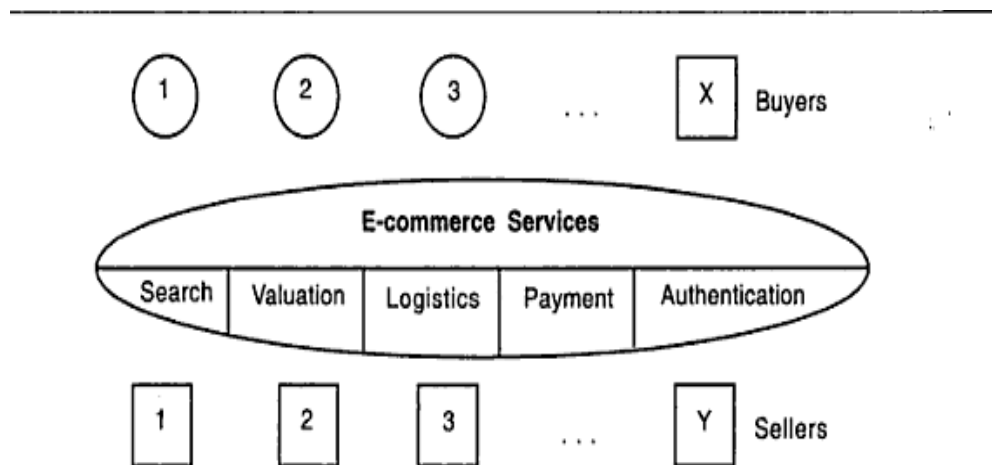 1 2 3 ... X Buyers
E-commerce Services
Search Valuation Logistics Payment Authentication
1 2 3 ... Y Sellers